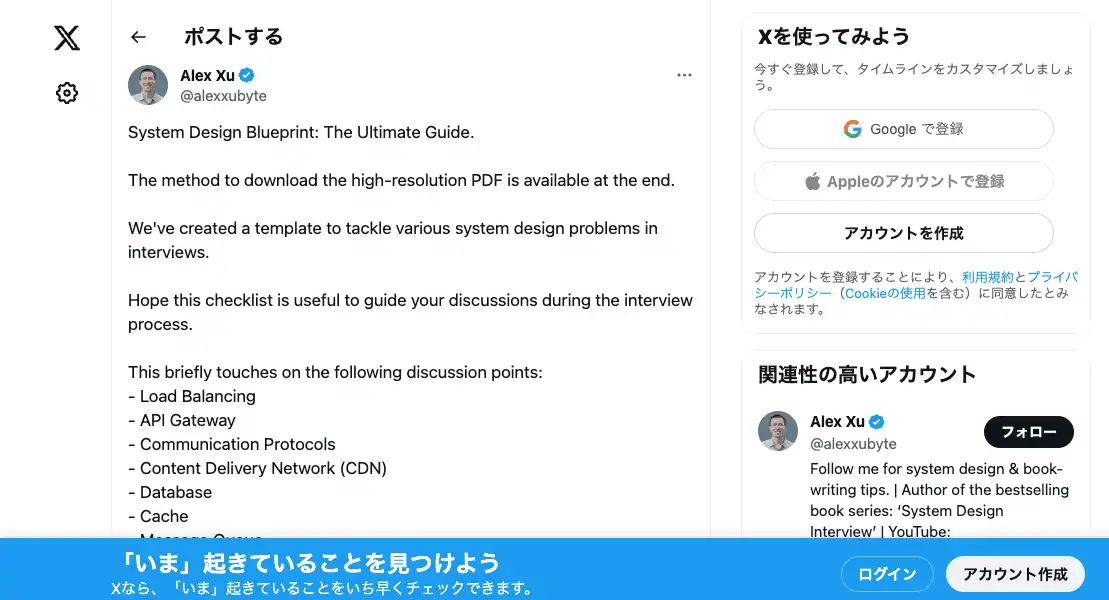 ポストする
Alex Xu
@alexxubyte
System Design Blueprint: The Ultimate Guide.
The method to download the high-resolution PDF is available at the end.
We've created a template to tackle various system design problems in
interviews.
Hope this checklist is useful to guide your discussions during the interview
process.
This briefly touches on the following discussion points:
- Load Balancing
- API Gateway
- Communication Protocols
- Content Delivery Network (CDN)
- Database
- Cache
Xを使ってみよう
今すぐ登録して、タイムラインをカスタマイズしましょ
う。
Google で登録
Appleのアカウントで登録
アカウントを作成
アカウントを登録することにより、利用規約とプライバ
シーポリシー（Cookieの使用を含む）に同意したとみ
なされます。
関連性の高いアカウント
Alex Xu
@alexxubyte
フォロー
Follow me for system design & book-
writing tips. | Author of the bestselling
book series: ‘System Design
Interview’ | YouTube:
「いま」起きていることを見つけよう
Xなら、「いま」起きていることをいち早くチェックできます。
ログイン
アカウント作成